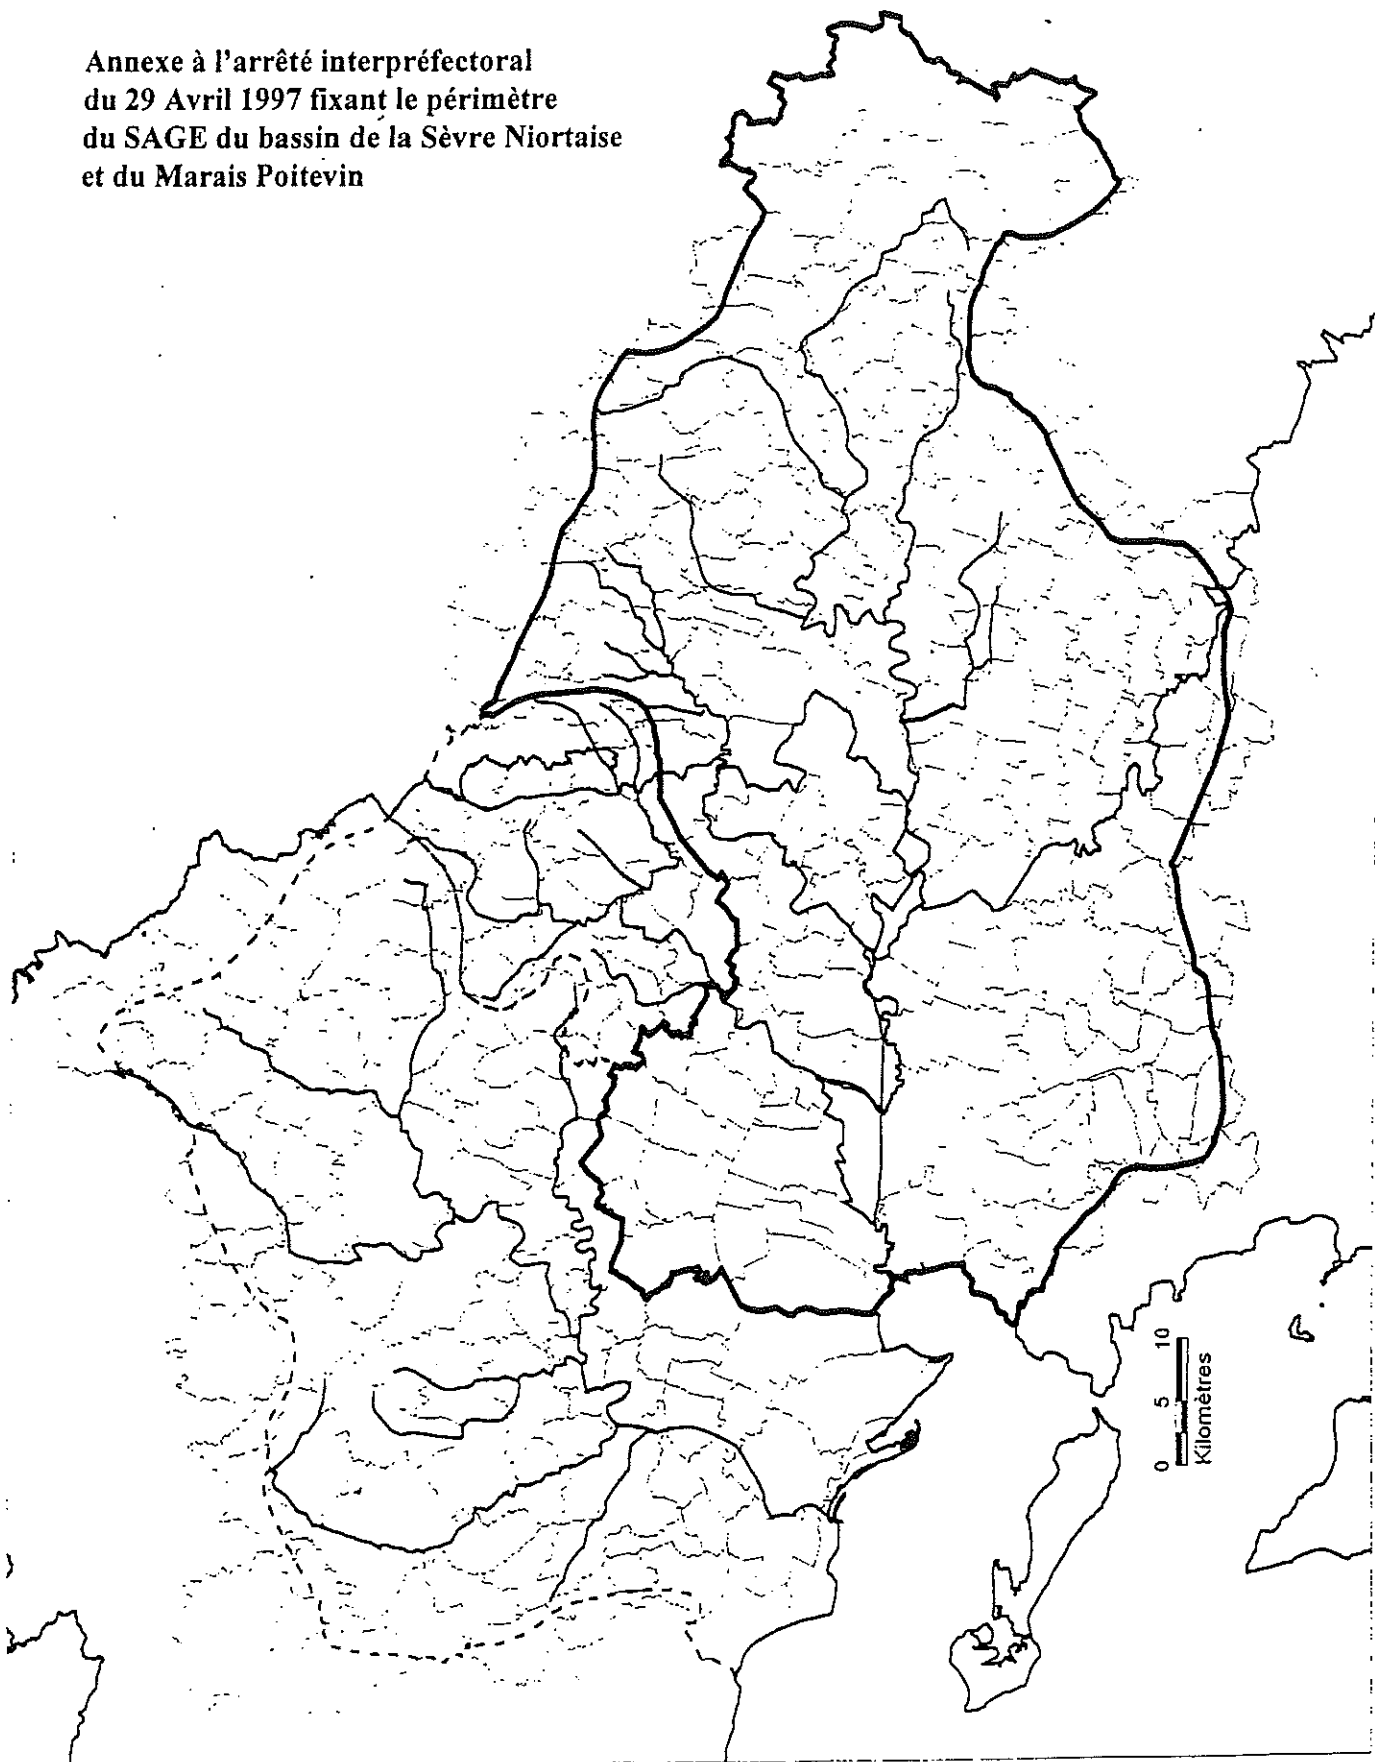 Annexe à l'arrêté interpréfectoral
du 29 Avril 1997 fixant le périmètre
du SAGE du bassin de la Sèvre Niortaise
et du Marais Poitevin
0 5 10
Kilomètres